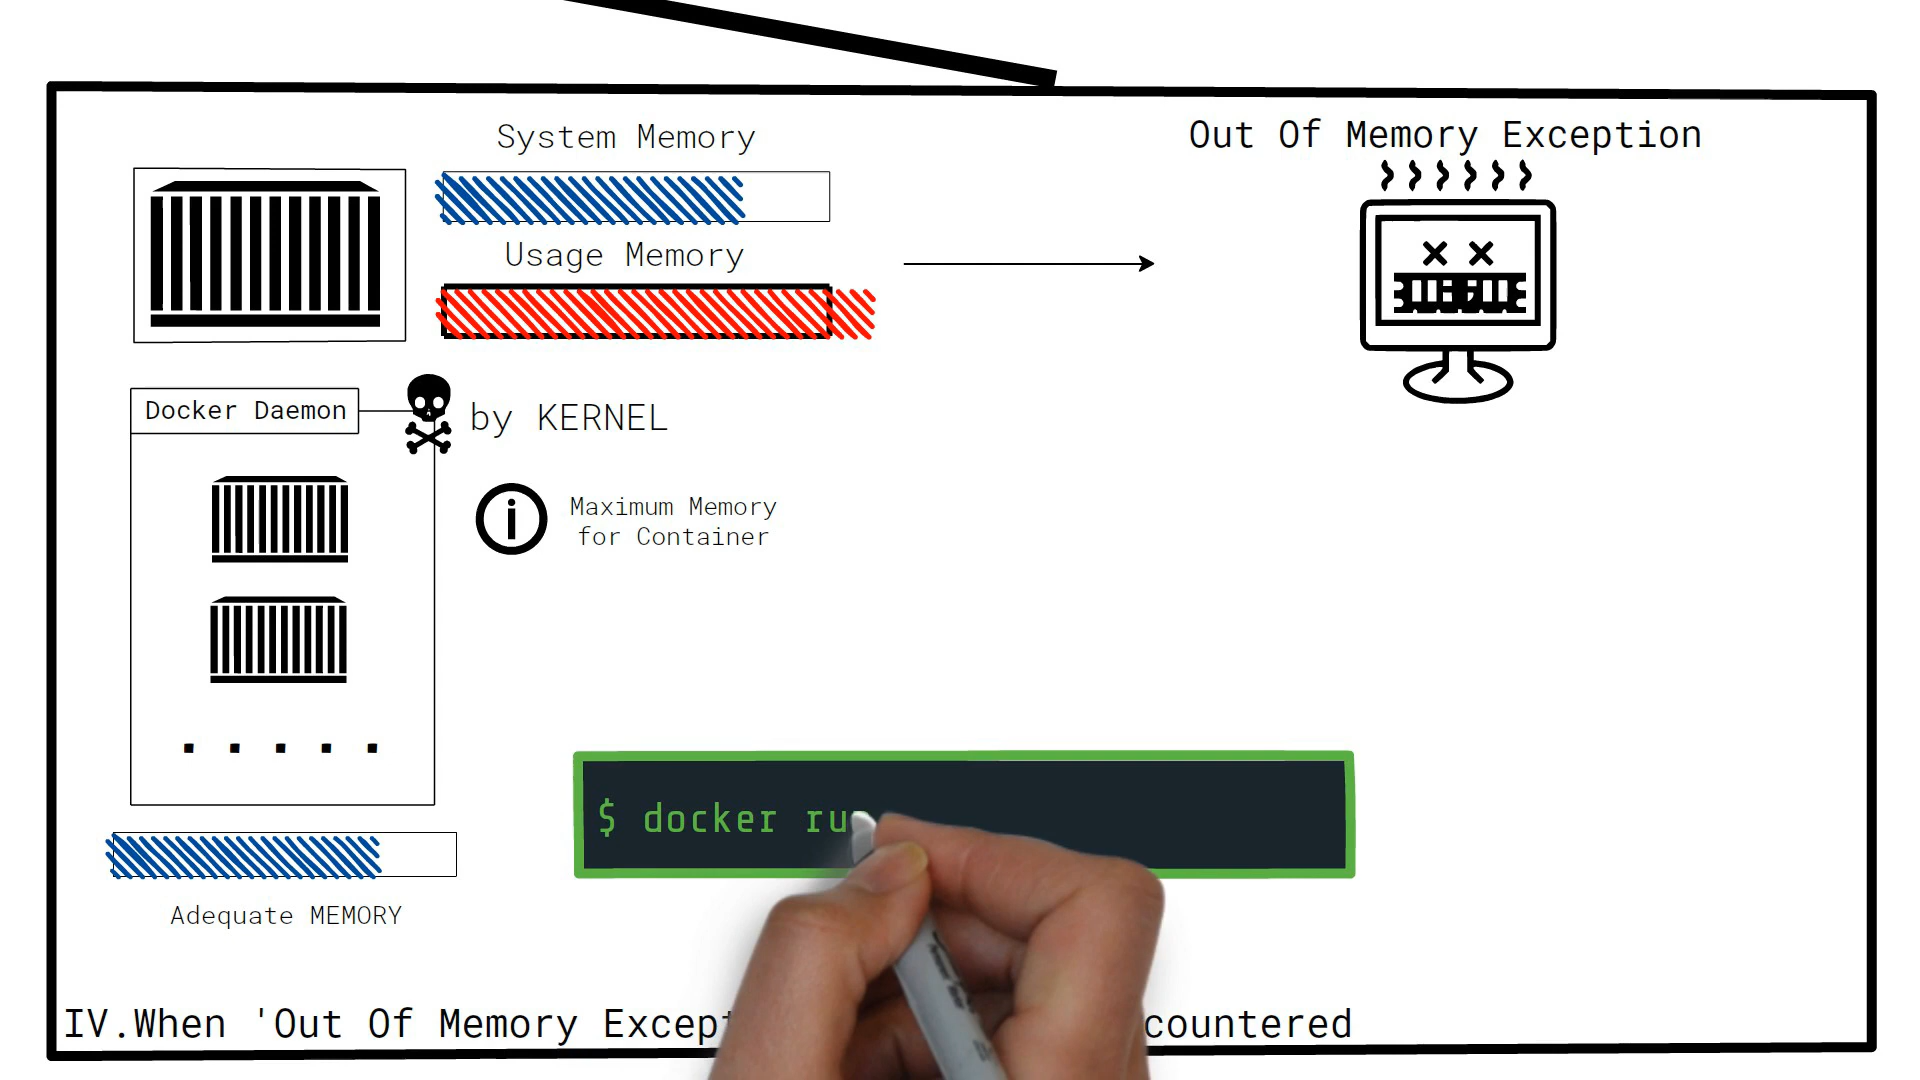 System Memory
Out Of Memory Exception
Usage Memory
Docker Daemon
by KERNEL
Maximum Memory
for Container
$ docker ru
Adequate MEMORY
IV.When 'Out Of Memory Except countered